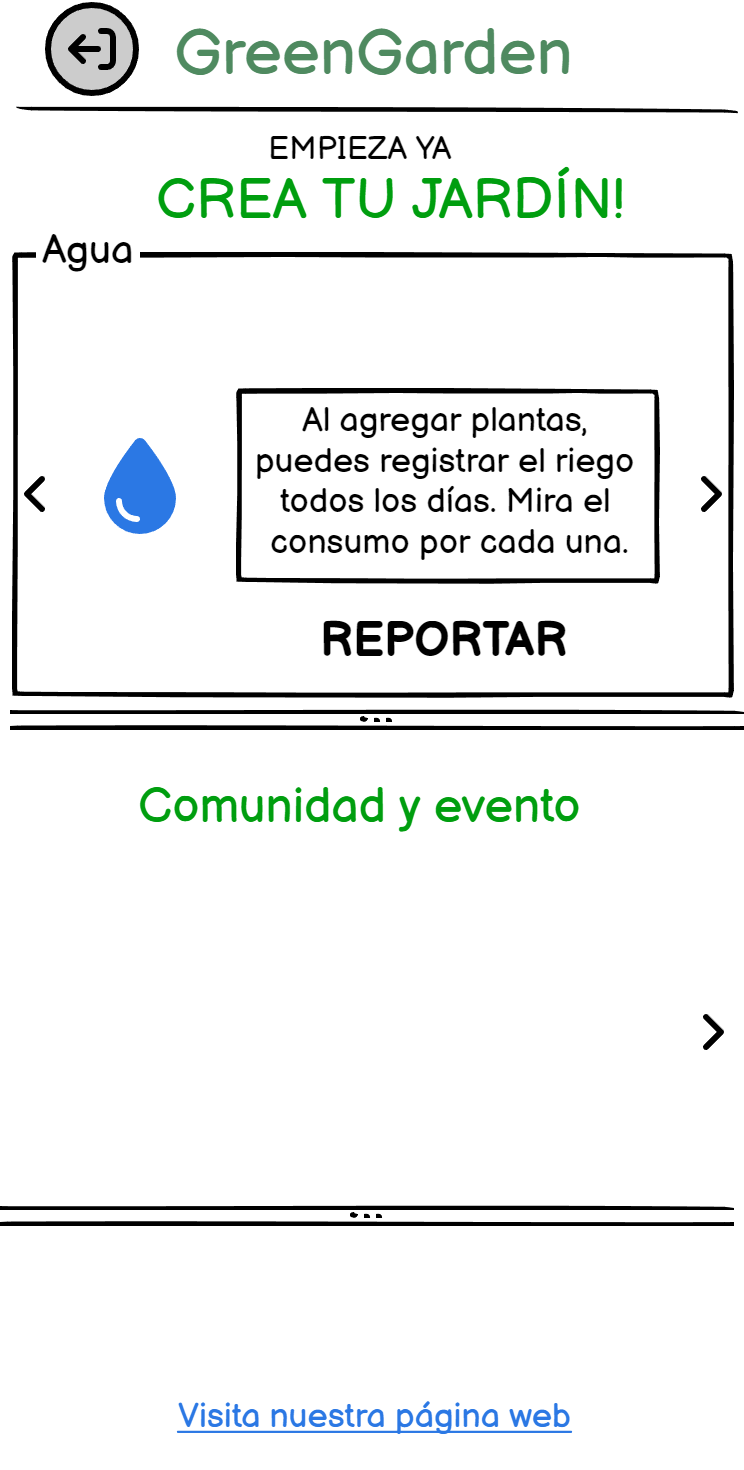 GreenGarden
EMPIEZA YA
CREA TU JARDÍN!
Agua
Al agregar plantas,
puedes registrar el riego
todos los días. Mira el
consumo por cada una.
REPORTAR
Comunidad y evento
Visita nuestra página web